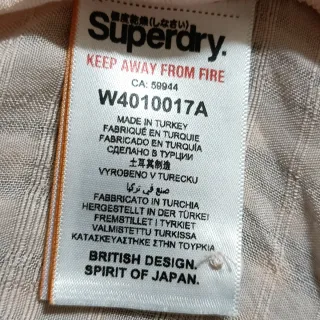 極度乾燥(しなさい)
Superdry.
KEEP AWAY FROM FIRE
CA: 59944
W4010017A
MADE IN TURKEY
FABRIQUÉ EN TURQUIE
FABRICADO EN TURQUÍA
СДЕЛАНО В ТУРЦИИ
土耳其制造
VYROBENO V TURECKU
صنع في تركيا
FABBRICATO IN TURCHIA
HERGESTELLT IN DER TÜRKEI
FREMSTILLET I TYRKIET
VALMISTETTU TURKISSA
ΚΑΤΑΣΚΕΥΑΣΤΗΚΕ ΣΤΗΝ ΤΟΥΡΚΙΑ
BRITISH DESIGN.
SPIRIT OF JAPAN.